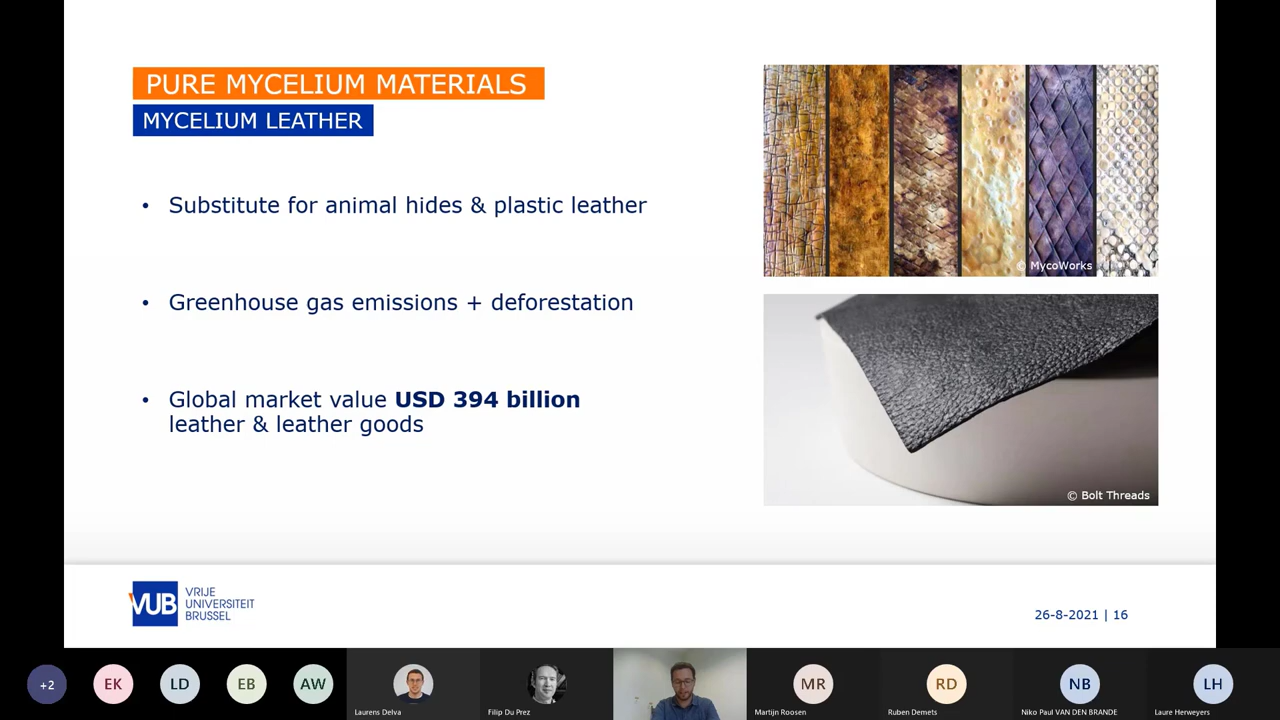 PURE MYCELIUM MATERIALS
MYCELIUM LEATHER
• Substitute for animal hides & plastic leather
• Greenhouse gas emissions + deforestation
• Global market value USD 394 billion
leather & leather goods
© MycoWorks
© Bolt Threads
VUB
VRIJE
UNIVERSITEIT
BRUSSEL
26-8-2021 | 16
+2
EK
LD
EB
AW
Laurens Delva
Filip Du Prez
MR
Martijn Roosen
RD
Ruben Demets
NB
Niko Paul VAN DEN BRANDE
LH
Laure Herweyers